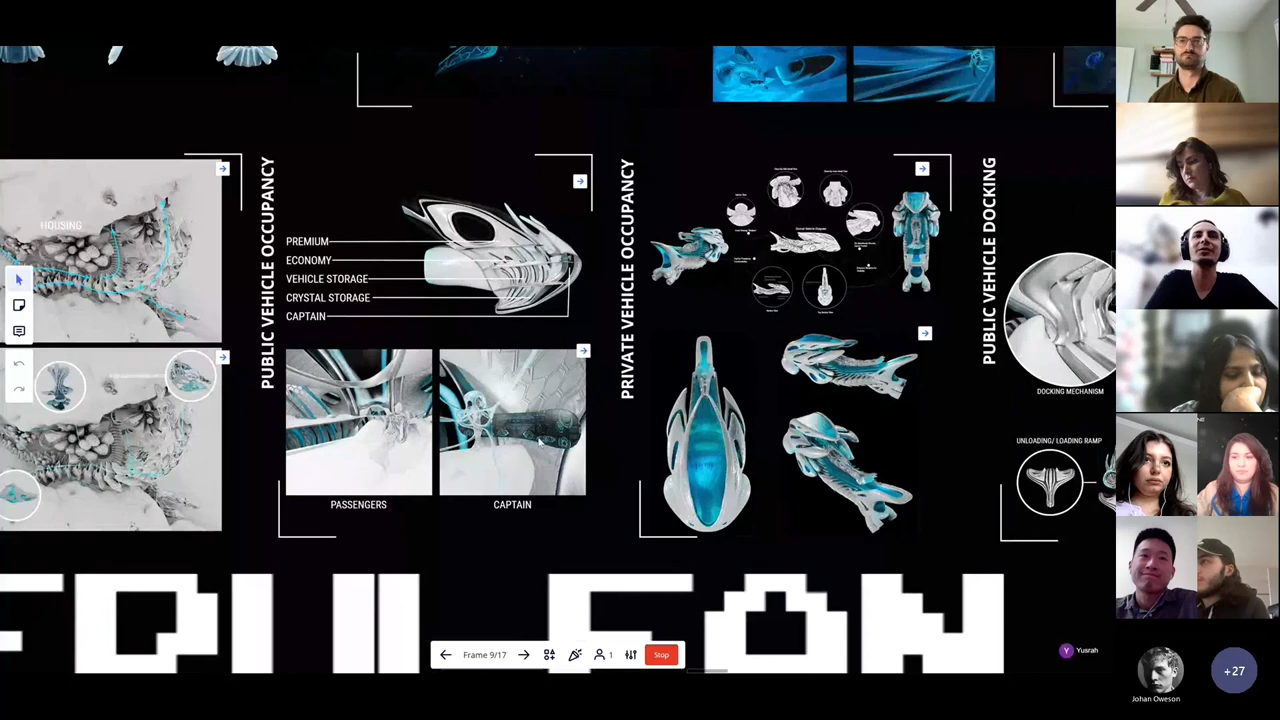 HOUSING
PUBLIC VEHICLE OCCUPANCY
PREMIUM
ECONOMY
VEHICLE STORAGE
CRYSTAL STORAGE
CAPTAIN
PASSENGERS
CAPTAIN
PRIVATE VEHICLE OCCUPANCY
PUBLIC VEHICLE DOCKING
DOCKING MECHANISM
UNLOADING/ LOADING RAMP
Frame 9/17
1
Stop
Y Yusrah
Johan Oweson
+27